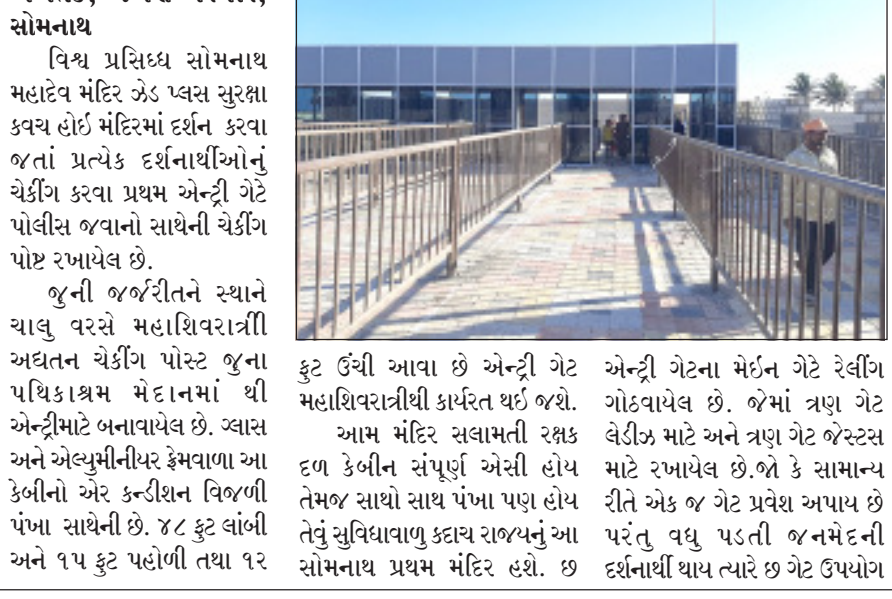 સોમનાથ
વિશ્વ પ્રસિધ્ધ સોમનાથ
મહાદેવ મંદિર ઝેડ પ્લસ સુરક્ષા
કવચ હોઇ મંદિરમાં દર્શન કરવા
જતાં પ્રત્યેક દર્શનાર્થીઓનું
ચેકીંગ કરવા પ્રથમ એન્ટ્રી ગેટે
પોલીસ જવાનો સાથેની ચેકીંગ
પોષ્ટ રખાયેલ છે.
જુની જર્જરીતને સ્થાને
ચાલુ વરસે મહાશિવરાત્રીી
અદ્યતન ચેકીંગ પોસ્ટ જુના
પથિકાશ્રમ મેદાનમાં થી
એન્ટ્રીમાટે બનાવાયેલ છે. ગ્લાસ
અને એલ્યુમીનીયર ફ્રેમવાળા આ
કેબીનો એર કન્ડીશન વિજળી
પંખા સાથેની છે. ૪૮ ફુટ લાંબી
અને ૧૫ ફુટ પહોળી તથા ૧૨
ફુટ ઉંચી આવા છે એન્ટ્રી ગેટ
મહાશિવરાત્રીથી કાર્યરત થઇ જશે.
આમ મંદિર સલામતી રક્ષક
દળ કેબીન સંપૂર્ણ એસી હોય
તેમજ સાથો સાથ પંખા પણ હોય
તેવું સુવિધાવાળુ કદાચ રાજયનું આ
સોમનાથ પ્રથમ મંદિર હશે. છ
એન્ટ્રી ગેટના મેઇન ગેટે રેલીંગ
ગોઠવાયેલ છે. જેમાં ત્રણ ગેટ
લેડીઝ માટે અને ત્રણ ગેટ જેસ્ટસ
માટે રખાયેલ છે.જો કે સામાન્ય
રીતે એક જ ગેટ પ્રવેશ અપાય છે
પરંતુ વધુ પડતી જનમેદની
દર્શનાર્થી થાય ત્યારે છ ગેટ ઉપયોગ